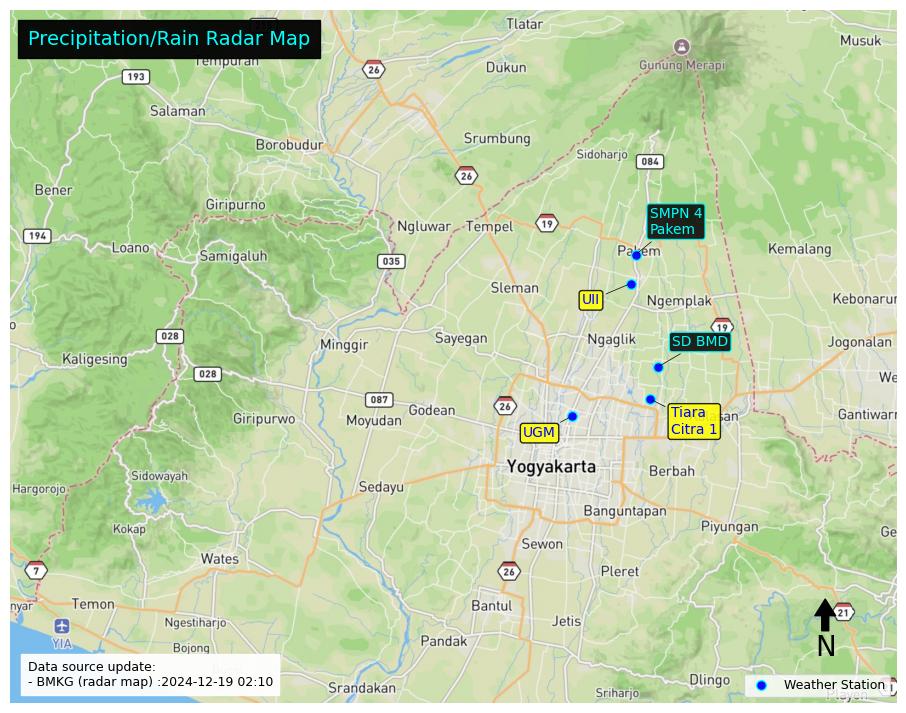 Precipitation/Rain Radar Map
Tlatar
Musuk
Tempuran
26
Dukun
Gunung Merapi
193
Salaman
Borobudur
Srumbung
Sidoharjo
084
26
Bener
Giripurno
SMPN 4
Pakem
194
Ngluwar
Tempel
19
Loano
Samigaluh
035
Pakem
Kemalang
Sleman
UII
Ngemplak
Kebonarum
19
028
Minggir
Sayegan
Ngaglik
SD BMD
Jogonalan
Kaligesing
028
087
Giripurwo
Moyudan
Godean
26
Tiara
Citra 1
Gantiwarn
UGM
Yogyakarta
Berbah
Sidowayah
Hargorojo
Sedayu
Banguntapan
Kokap
Piyungan
Sewon
Wates
7
26
Pleret
Temon
Bantul
21
Ngestiharjo
Jetis
YIA
Bojong
Pandak
N
Data source update:
- BMKG (radar map) :2024-12-19 02:10
Srandakan
Sriharjo
Dlingo
Weather Station
Playen